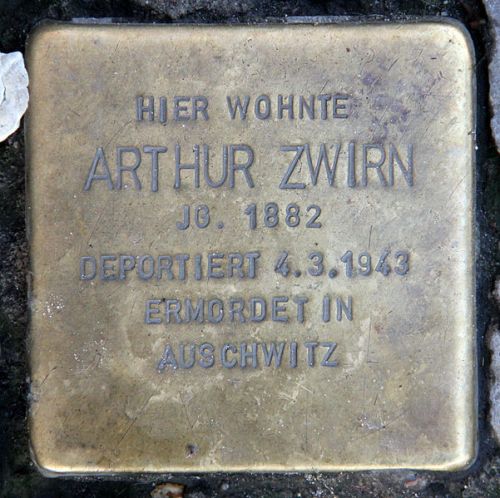 HIER WOHNTE
ARTHUR ZWIRN
JG. 1882
DEPORTIERT 4.3.1943
ERMORDET IN
AUSCHWITZ